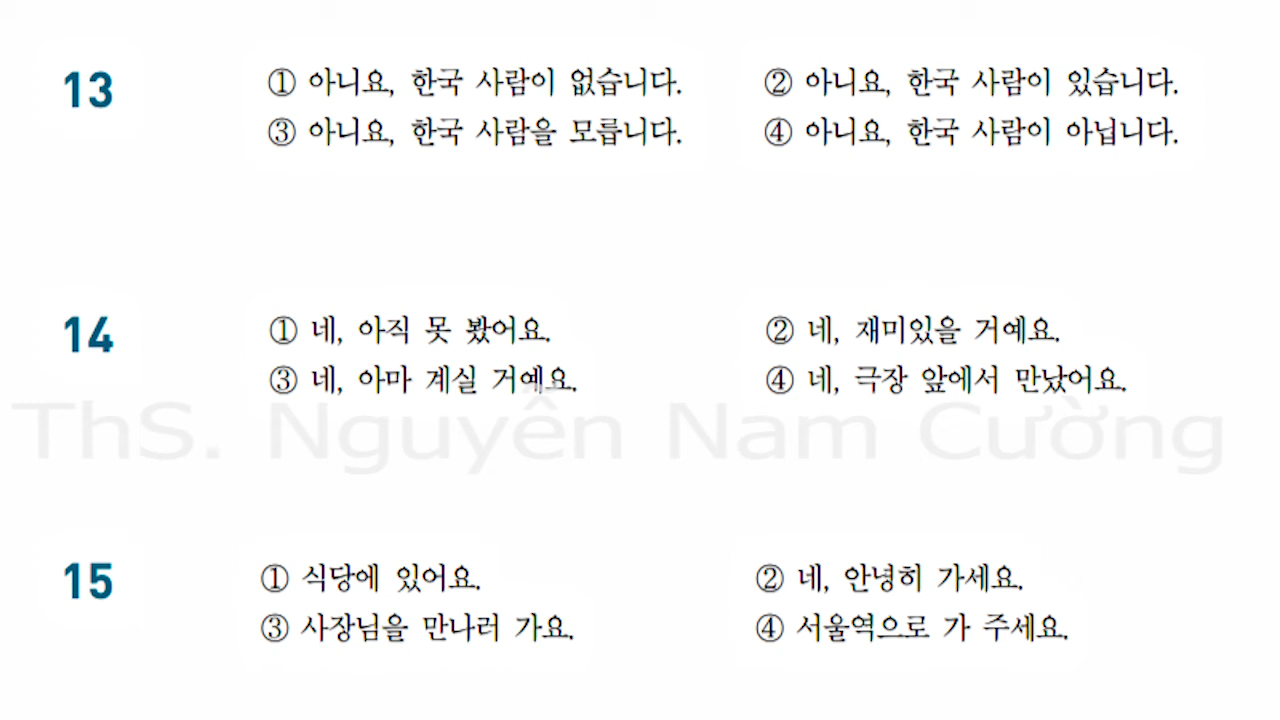 13
① 아니요, 한국 사람이 없습니다. ② 아니요, 한국 사람이 있습니다.
③ 아니요, 한국 사람을 모릅니다. ④ 아니요, 한국 사람이 아닙니다.
14
① 네, 아직 못 봤어요. ② 네, 재미있을 거예요.
③ 네, 아마 계실 거예요. ④ 네, 극장 앞에서 만났어요.
ThS. Nguyễn Nam Cường
15
① 식당에 있어요. ② 네, 안녕히 가세요.
③ 사장님을 만나러 가요. ④ 서울역으로 가 주세요.